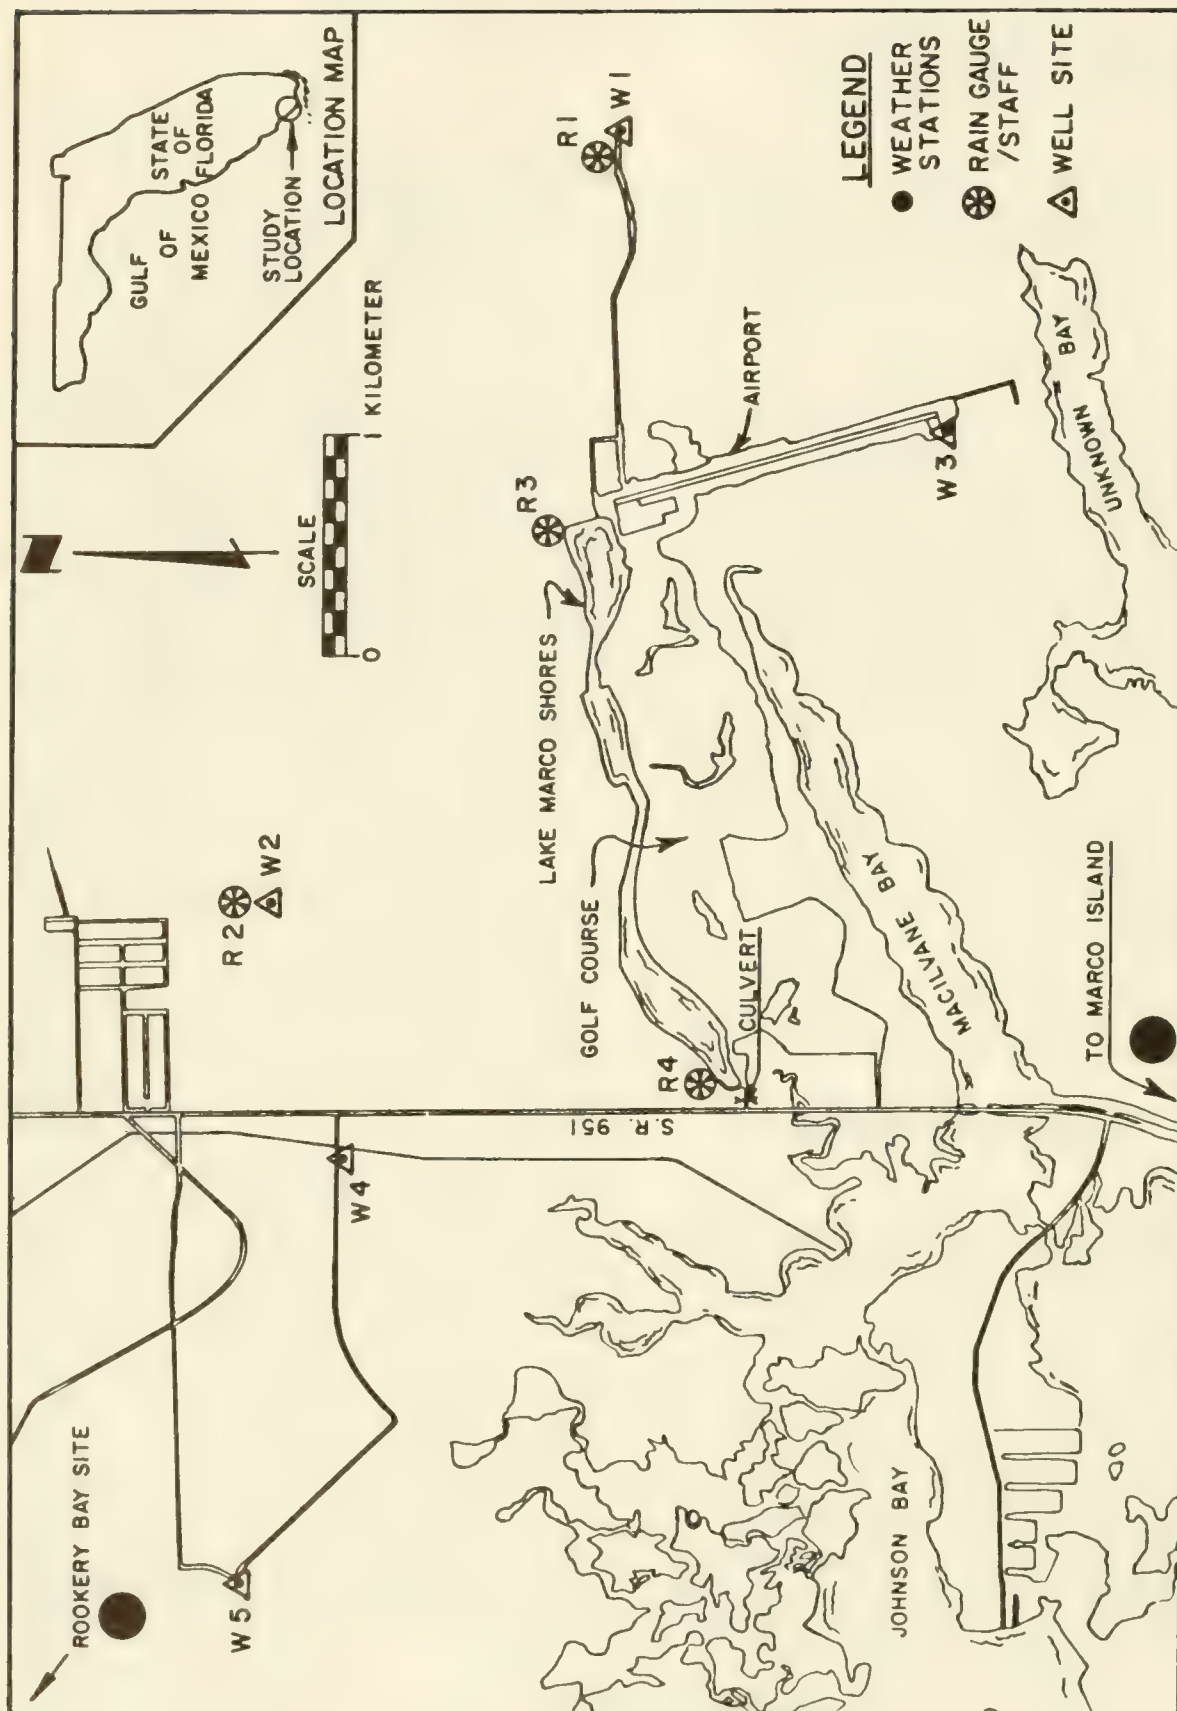 ROOKERY BAY SITE
W5
W4
S.R. 951
R2
W2
N
SCALE
0
1 KILOMETER
GULF
OF
MEXICO
STATE
OF
FLORIDA
STUDY
LOCATION
LOCATION MAP
R4
CULVERT
GOLF COURSE
LAKE MARCO SHORES
R3
AIRPORT
W3
R1
W1
JOHNSON BAY
MACILVANE BAY
TO MARCO ISLAND
UNKNOWN BAY
LEGEND
WEATHER
STATIONS
RAIN GAUGE
/STAFF
WELL SITE